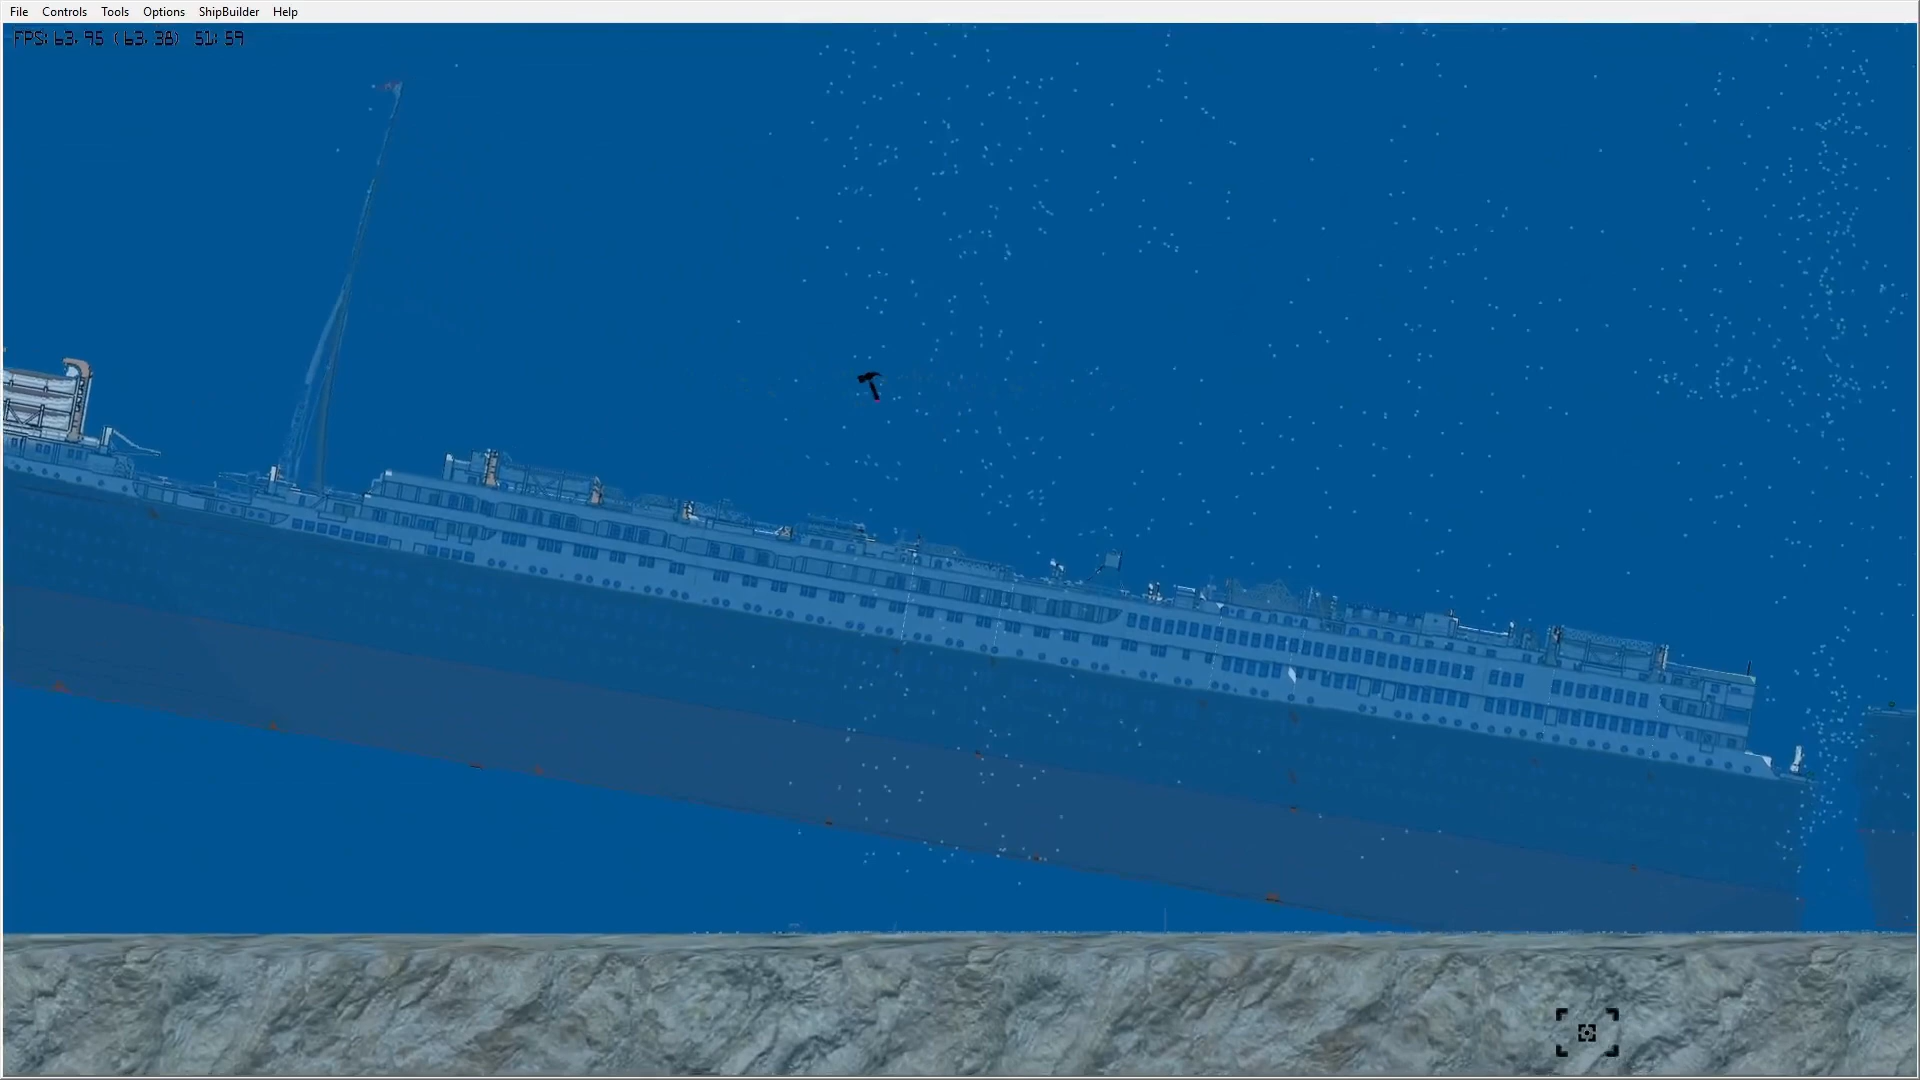 File Controls Tools Options ShipBuilder Help
FPS: 63.95 (63.38) 51:59